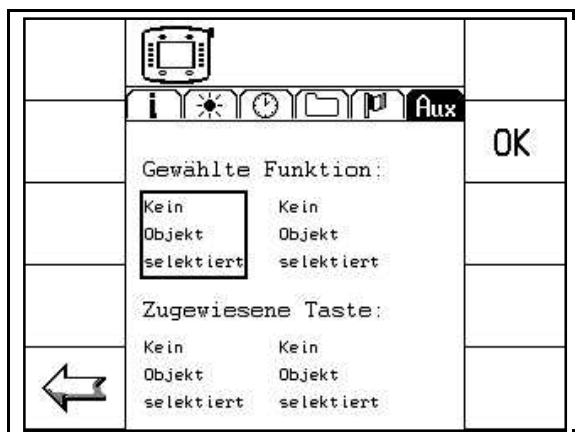 i Aux
OK
Gewählte Funktion:
Kein Kein
Objekt Objekt
selektiert selektiert
Zugewiesene Taste:
Kein Kein
Objekt Objekt
selektiert selektiert